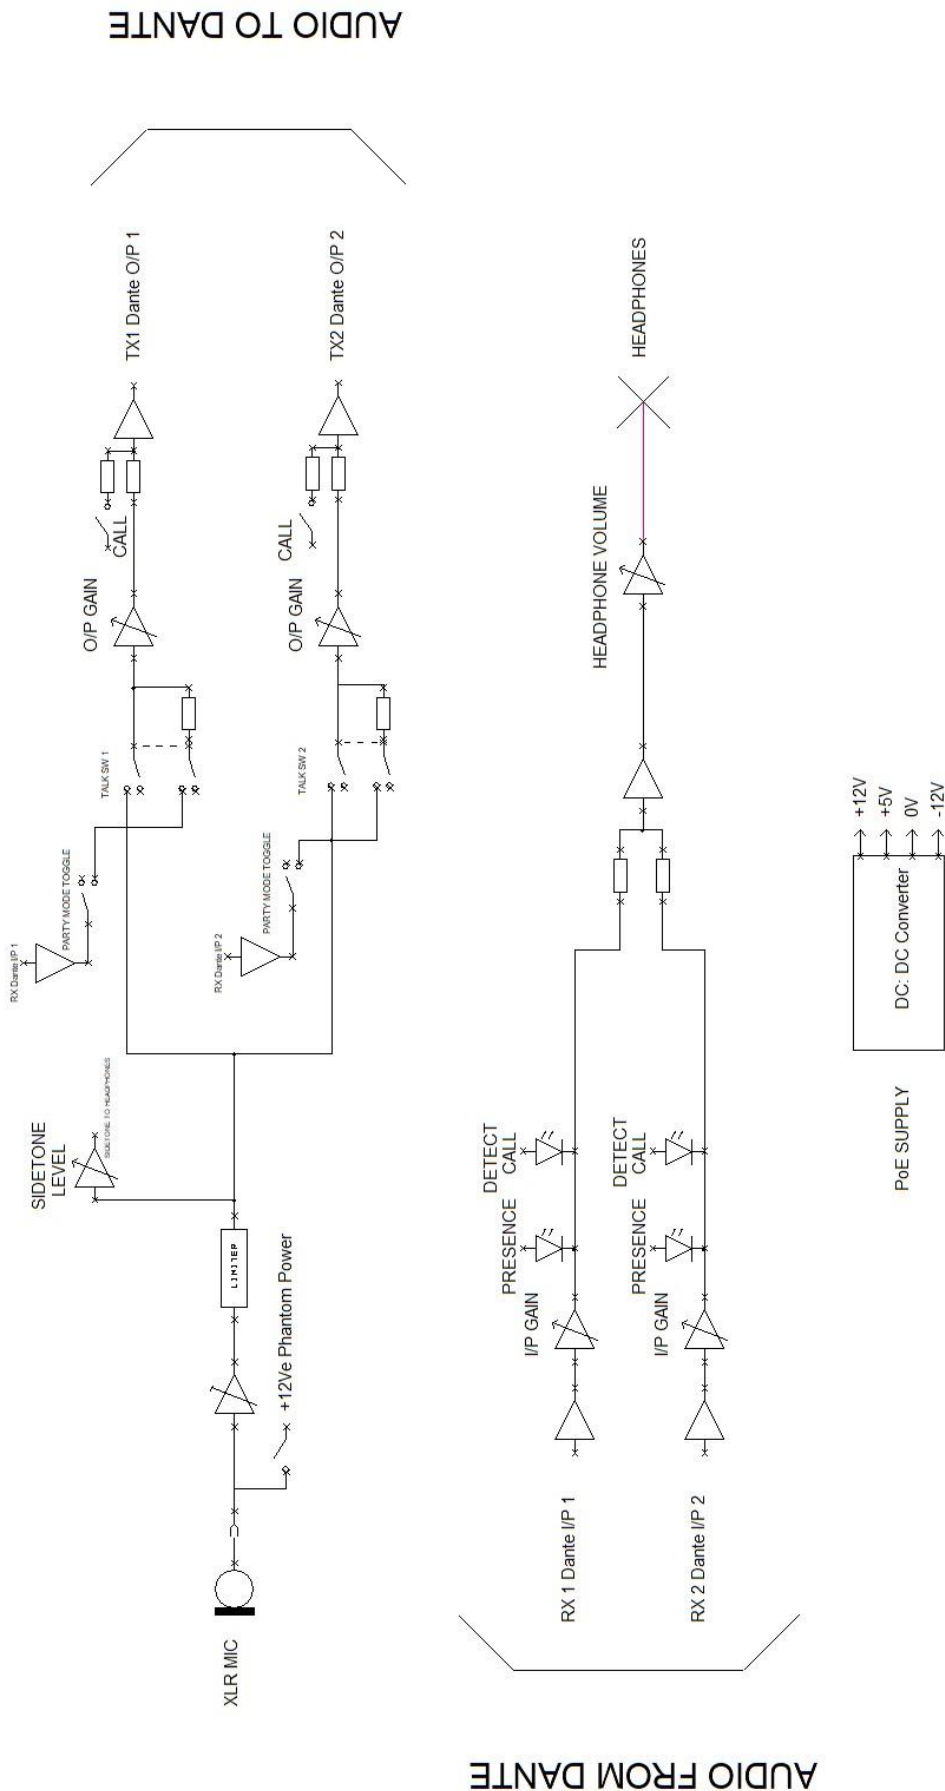 AUDIO TO DANTE
SIDETONE
LEVEL
SIDETONE TO HEADPHONES
RX Dante I/P 1
PARTY MODE TOGGLE
TALK SW 1
O/P GAIN
CALL
TX1 Dante O/P 1
XLR MIC
+12Ve Phantom Power
LIMITER
RX Dante I/P 2
PARTY MODE TOGGLE
TALK SW 2
O/P GAIN
CALL
TX2 Dante O/P 2
AUDIO FROM DANTE
RX 1 Dante I/P 1
I/P GAIN
PRESENCE
DETECT
CALL
RX 2 Dante I/P 2
I/P GAIN
PRESENCE
DETECT
CALL
HEADPHONE VOLUME
HEADPHONES
PoE SUPPLY
DC: DC Converter
+12V
+5V
0V
-12V